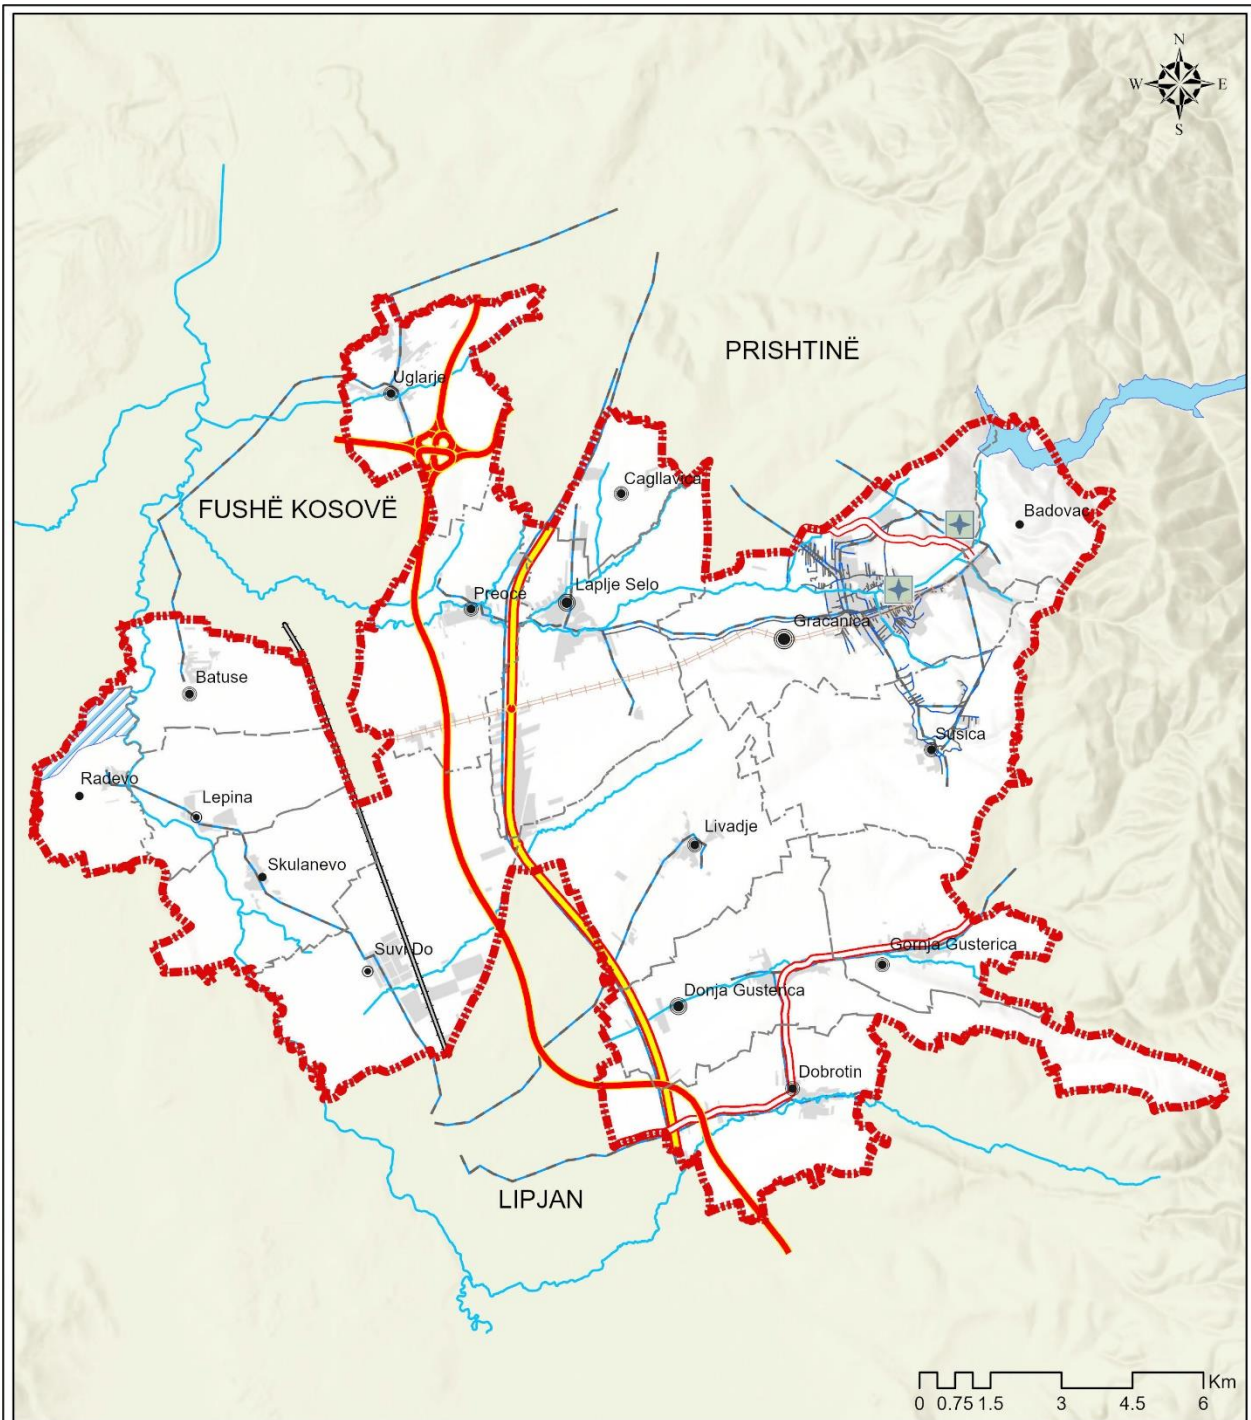 N
W E
S
PRISHTINË
Uglarje
FUSHË KOSOVË
Cagllavica
Badovac
Preoce
Laplje Selo
Gracanica
Batuse
Susica
Radevo
Lepina
Livadje
Skulanevo
Suvi Do
Gornja Gusterica
Donja Gusterica
Dobrotin
LIPJAN
Km
0 0.75 1.5 3 4.5 6